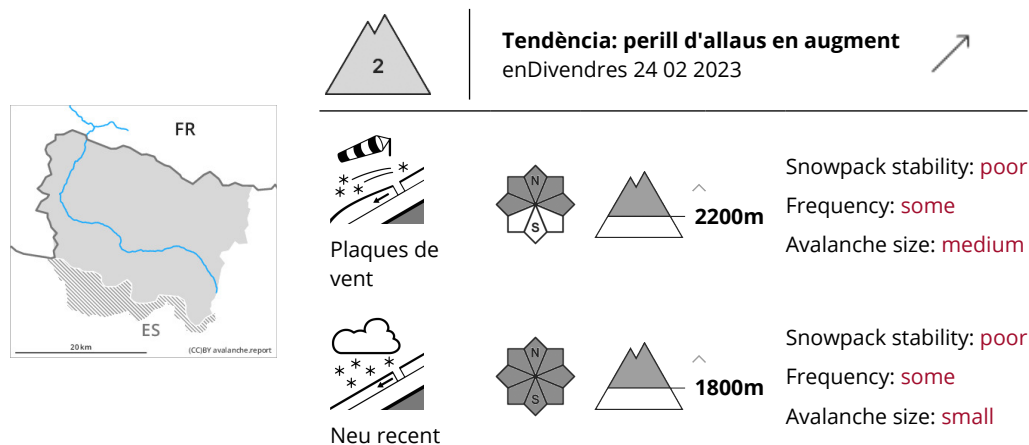 2
Tendència: perill d'allaus en augment
enDivendres 24 02 2023
FR
ES
20 km
(CC)BY avalanche.report
N
S
2200m
Plaques de
vent
Snowpack stability: poor
Frequency: some
Avalanche size: medium
N
S
1800m
Neu recent
Snowpack stability: poor
Frequency: some
Avalanche size: small